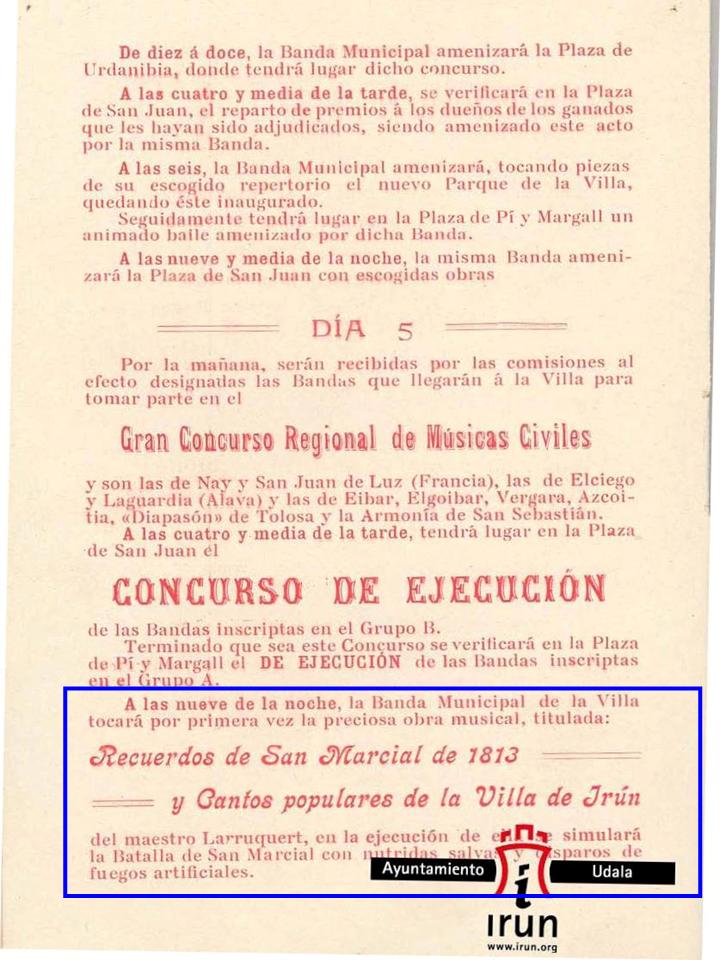 De diez á doce, la Banda Municipal amenizará la Plaza de
Urdanibia, donde tendrá lugar dicho concurso.
A las cuatro y media de la tarde, se verificará en la Plaza
de San Juan, el reparto de premios á los dueños de los ganados
que les hayan sido adjudicados, siendo amenizado este acto
por la misma Banda.
A las seis, la Banda Municipal amenizará, tocando piezas
de su escogido repertorio el nuevo Parque de la Villa,
quedando éste inaugurado.
Seguidamente tendrá lugar en la Plaza de Pí y Margall un
animado baile amenizado por dicha Banda.
A las nueve y media de la noche, la misma Banda ameni-
zará la Plaza de San Juan con escogidas obras
DÍA 5
Por la mañana, serán recibidas por las comisiones al
efecto designadas las Bandas que llegarán á la Villa para
tomar parte en el
Gran Concurso Regional de Músicas Civiles
y son las de Nay y San Juan de Luz (Francia), las de Elciego
y Laguardia (Alava) y las de Eibar, Elgoibar, Vergara, Azcoi-
tia, «Diapasón» de Tolosa y la Armonía de San Sebastián.
A las cuatro y media de la tarde, tendrá lugar en la Plaza
de San Juan él
CONCURSO DE EJECUCIÓN
de las Bandas inscriptas en el Grupo B.
Terminado que sea este Concurso se verificará en la Plaza
de Pí y Margall el DE EJECUCIÓN de las Bandas inscriptas
en el Grupo A.
A las nueve de la noche, la Banda Municipal de la Villa
tocará por primera vez la preciosa obra musical, titulada:
Recuerdos de San Marcial de 1813
y Cantos populares de la Villa de Irún
del maestro Larruquert, en la ejecución de se simulará
la Batalla de San Marcial con nutridas salvas y disparos de
fuegos artificiales.
Ayuntamiento Udala
irun
www.irun.org